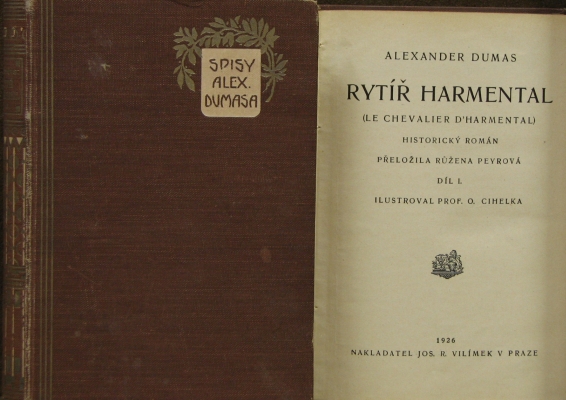 SPISY
ALEX.
DUMASA
ALEXANDER DUMAS
RYTÍŘ HARMENTAL
(LE CHEVALIER D'HARMENTAL)
HISTORICKÝ ROMÁN
PŘELOŽILA RŮŽENA PEYROVÁ
DÍL I.
ILUSTROVAL PROF. O. CIHELKA
1926
NAKLADATEL JOS. R. VILÍMEK V PRAZE